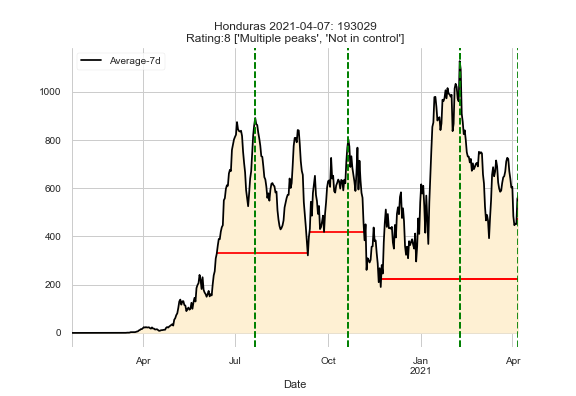 Honduras 2021-04-07: 193029
Rating:8 ['Multiple peaks', 'Not in control']
Average-7d
1000
800
600
400
200
0
Apr
Jul
Oct
Jan
2021
Apr
Date